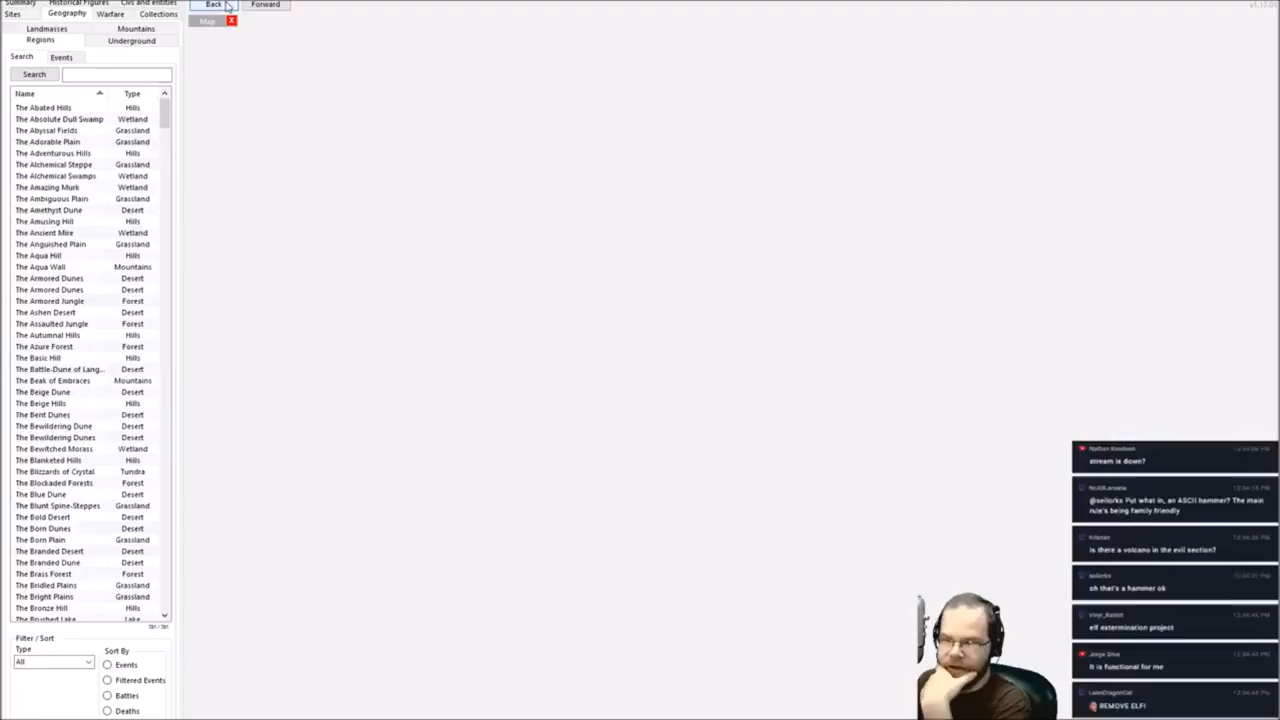 Summary Historical Figures Civs and Entities
Back Forward
v1.17.01
Sites Geography Warfare Collections
Map X
Landmasses Mountains
Regions Underground
Search Events
Search
Name Type
The Abated Hills Hills
The Absolute Dull Swamp Wetland
The Abyssal Fields Grassland
The Adorable Plain Grassland
The Adventurous Hills Hills
The Alchemical Steppe Grassland
The Alchemical Swamps Wetland
The Amazing Murk Wetland
The Ambiguous Plain Grassland
The Amethyst Dune Desert
The Amusing Hill Hills
The Ancient Mire Wetland
The Anguished Plain Grassland
The Aqua Hill Hills
The Aqua Wall Mountains
The Armored Dunes Desert
The Armored Dunes Desert
The Armored Jungle Forest
The Ashen Desert Desert
The Assaulted Jungle Forest
The Autumnal Hills Hills
The Azure Forest Forest
The Basic Hill Hills
The Battle-Dune of Lang... Desert
The Beak of Embraces Mountains
The Beige Dune Desert
The Beige Hills Hills
The Bent Dunes Desert
The Bewildering Dune Desert
The Bewildering Dunes Desert
The Bewitched Morass Wetland
The Blanketed Hills Hills
The Blizzards of Crystal Tundra
The Blockaded Forests Forest
The Blue Dune Desert
The Blunt Spine-Steppes Grassland
The Bold Desert Desert
The Born Dunes Desert
The Born Plain Grassland
The Branded Desert Desert
The Branded Dune Desert
The Brass Forest Forest
The Bridled Plains Grassland
The Bright Plains Grassland
The Bronze Hill Hills
The Brushed Lake Lake
Filter / Sort
Type
All
Sort By
Events
Filtered Events
Battles
Deaths
stream is down?
@seilorks Put what in, an ASCII hammer? The main
rule's being family friendly
is there a volcano in the evil section?
seilorks
oh that's a hammer ok
Vinyl_Rabbit
elf extermination project
Jorge Silva
It is functional for me
REMOVE ELF!